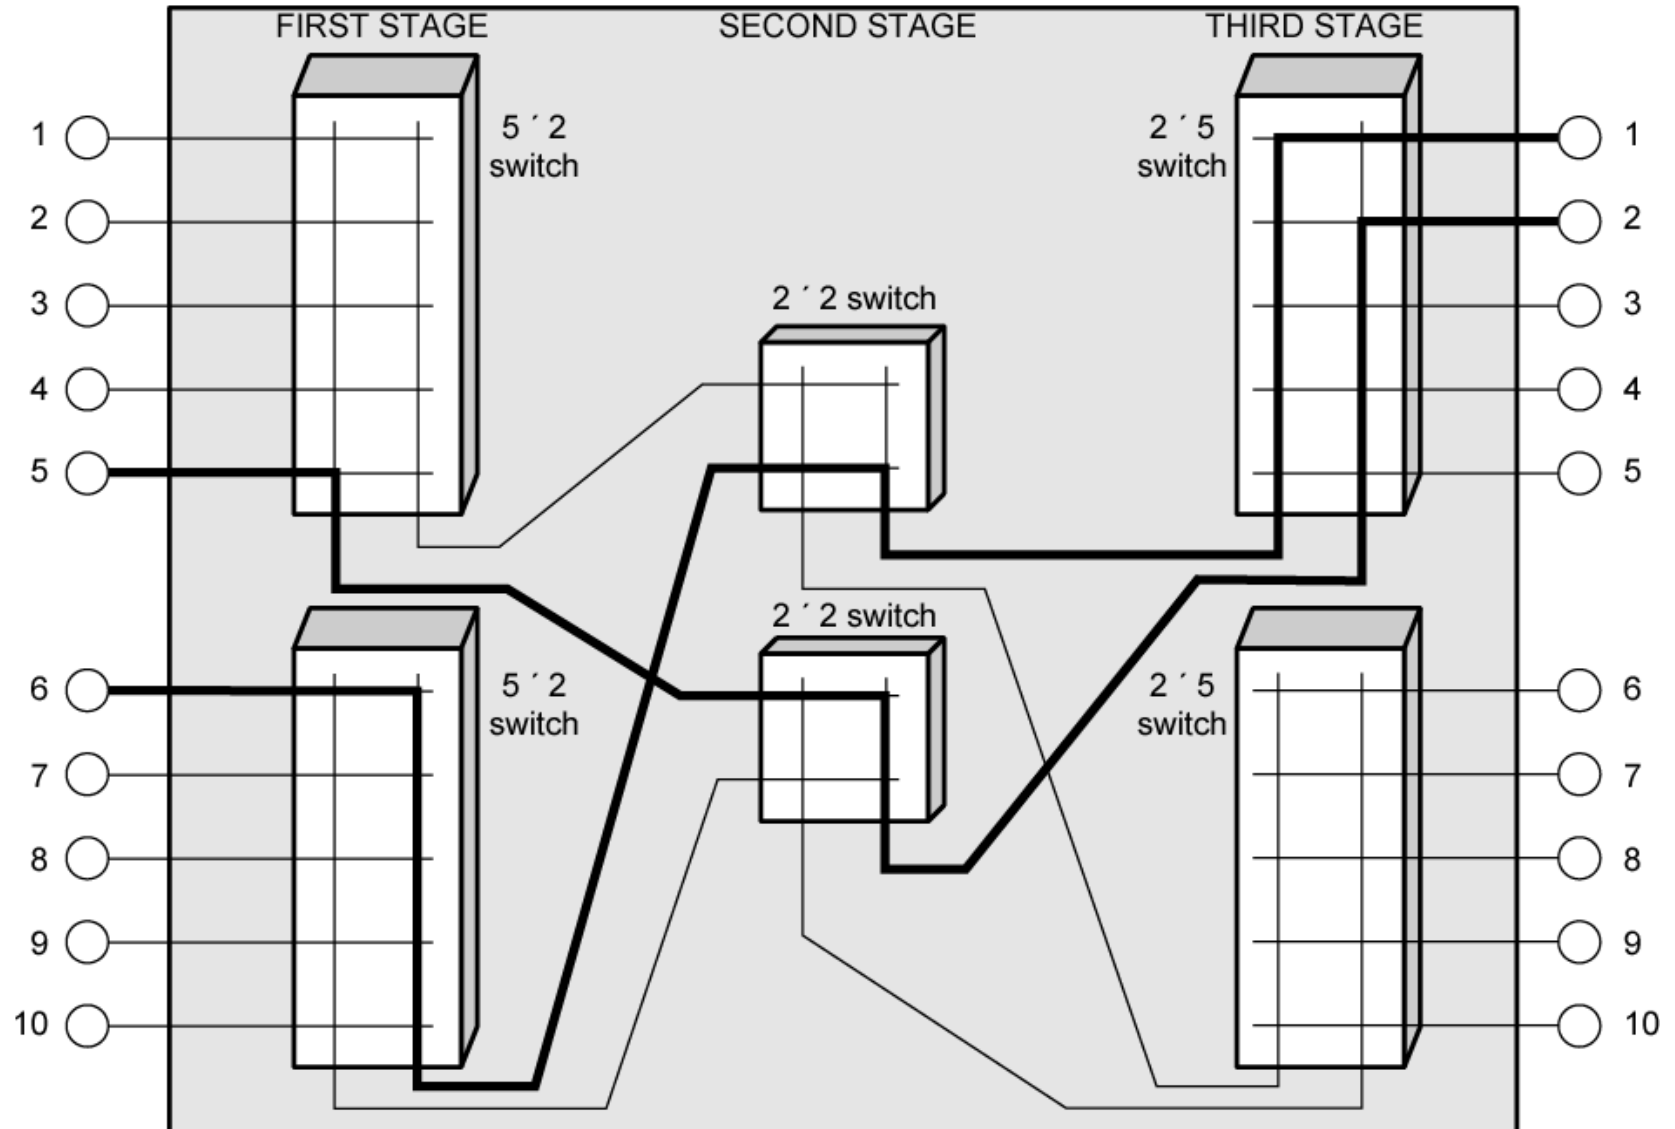 FIRST STAGE SECOND STAGE THIRD STAGE
5 ´ 2
switch
2 ´ 5
switch
1 1
2 2
2 ´ 2 switch
3 3
4 4
5 5
2 ´ 2 switch
5 ´ 2
switch
2 ´ 5
switch
6 6
7 7
8 8
9 9
10 10